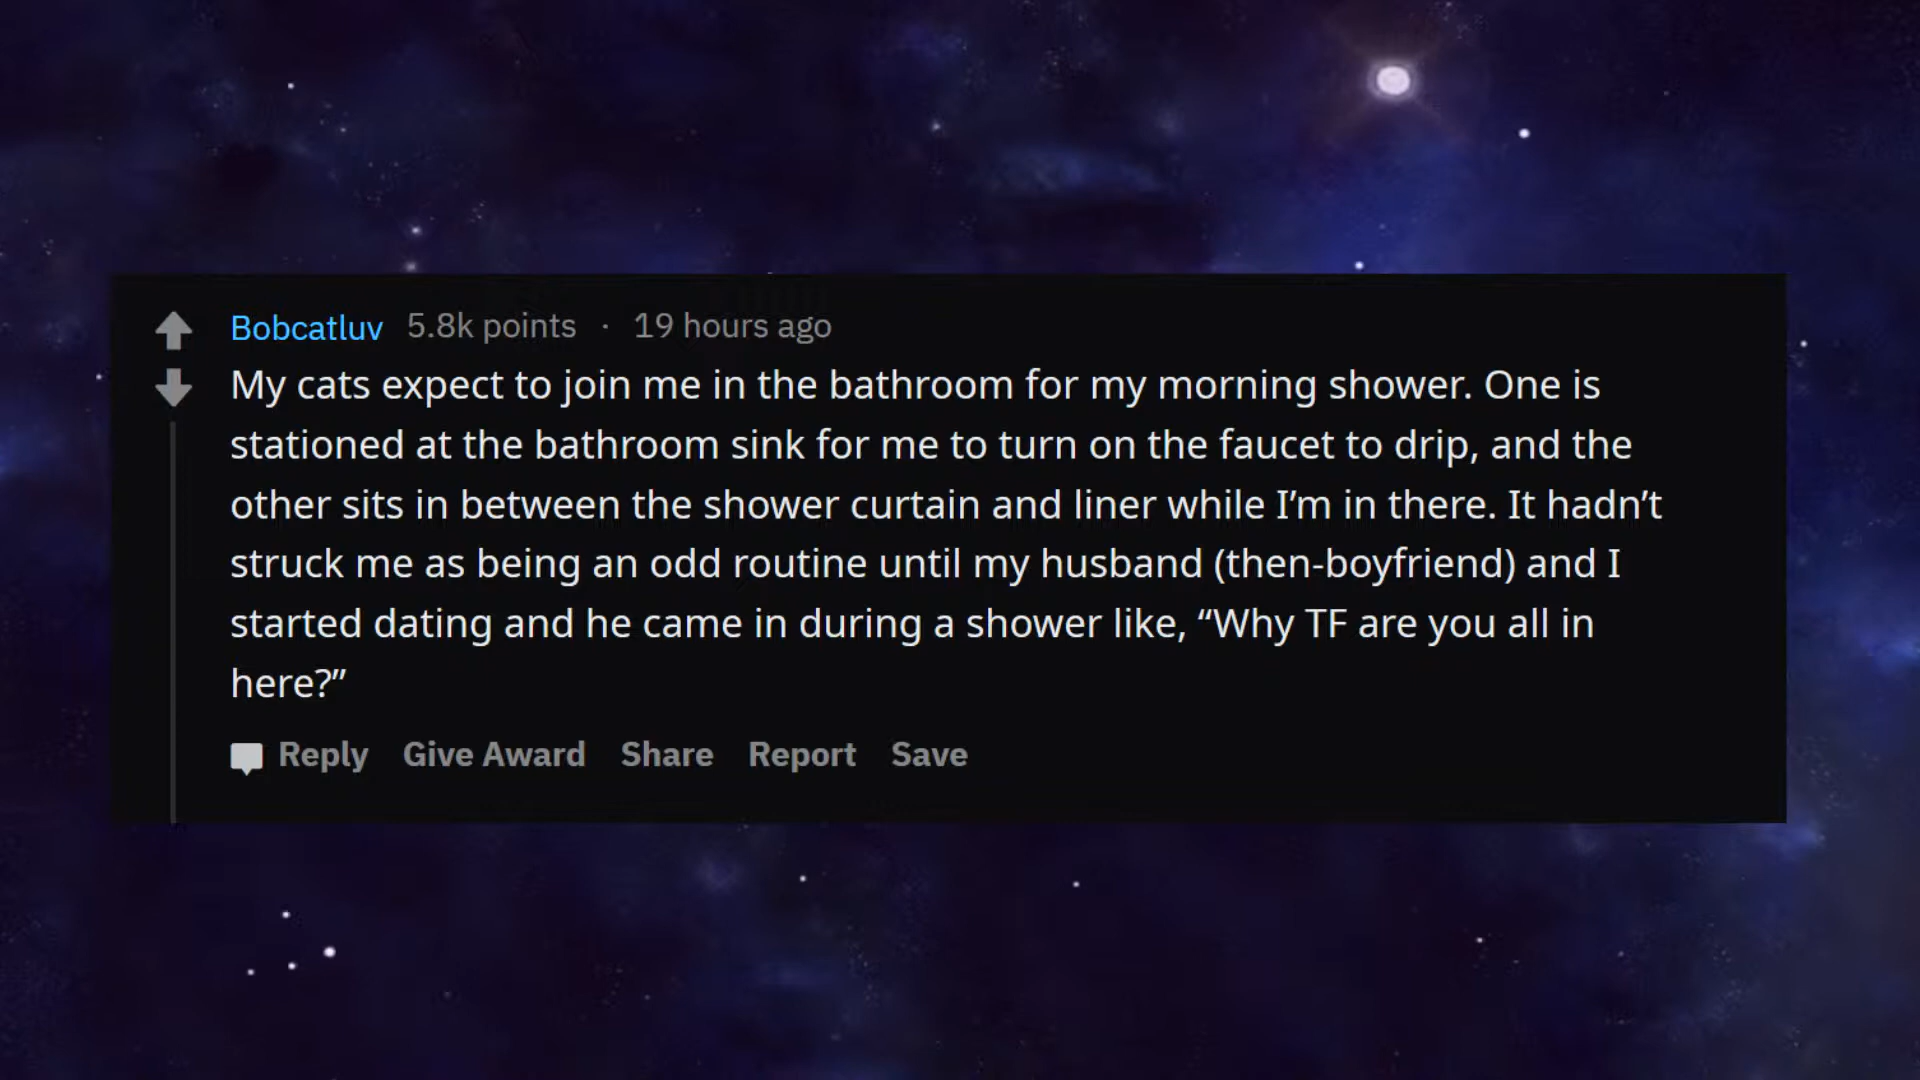 Bobcatluv 5.8k points · 19 hours ago
My cats expect to join me in the bathroom for my morning shower. One is
stationed at the bathroom sink for me to turn on the faucet to drip, and the
other sits in between the shower curtain and liner while I’m in there. It hadn’t
struck me as being an odd routine until my husband (then-boyfriend) and I
started dating and he came in during a shower like, “Why TF are you all in
here?”
Reply Give Award Share Report Save